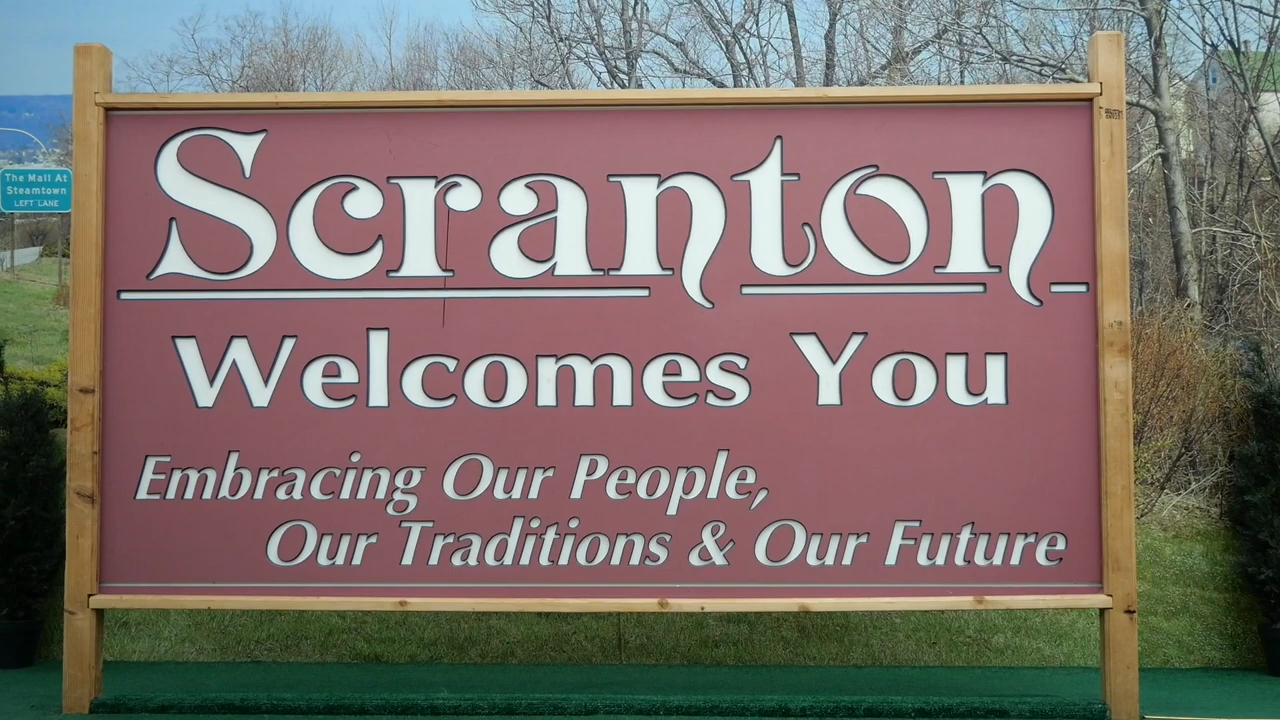 Scranton
Welcomes You
Embracing Our People,
Our Traditions & Our Future
The Mall At
Steamtown
LEFT LANE